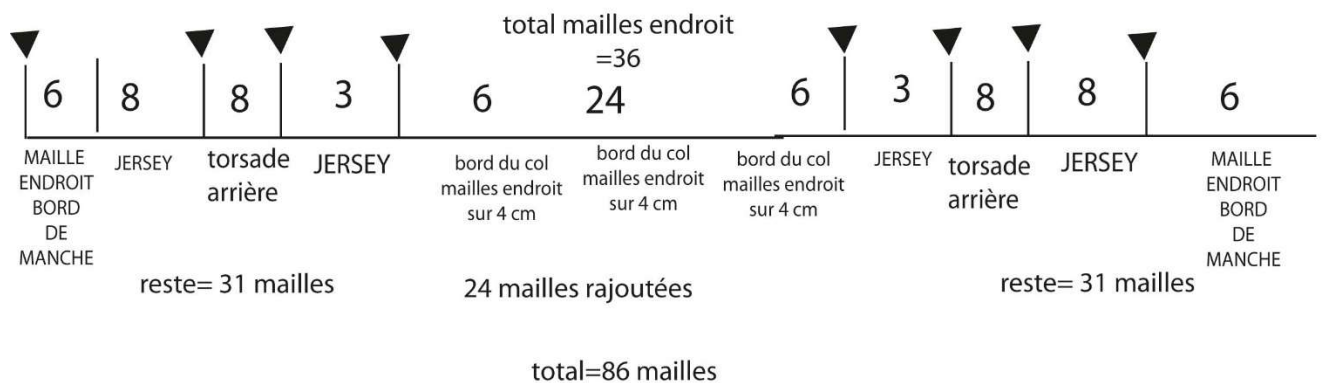 total mailles endroit
=36
6 8 8 3 6 24 6 3 8 8 6
MAILLE
ENDROIT
BORD
DE
MANCHE
JERSEY
torsade
arrière
JERSEY
bord du col
mailles endroit
sur 4 cm
bord du col
mailles endroit
sur 4 cm
bord du col
mailles endroit
sur 4 cm
JERSEY
torsade
arrière
JERSEY
MAILLE
ENDROIT
BORD
DE
MANCHE
reste= 31 mailles
24 mailles rajoutées
reste= 31 mailles
total=86 mailles